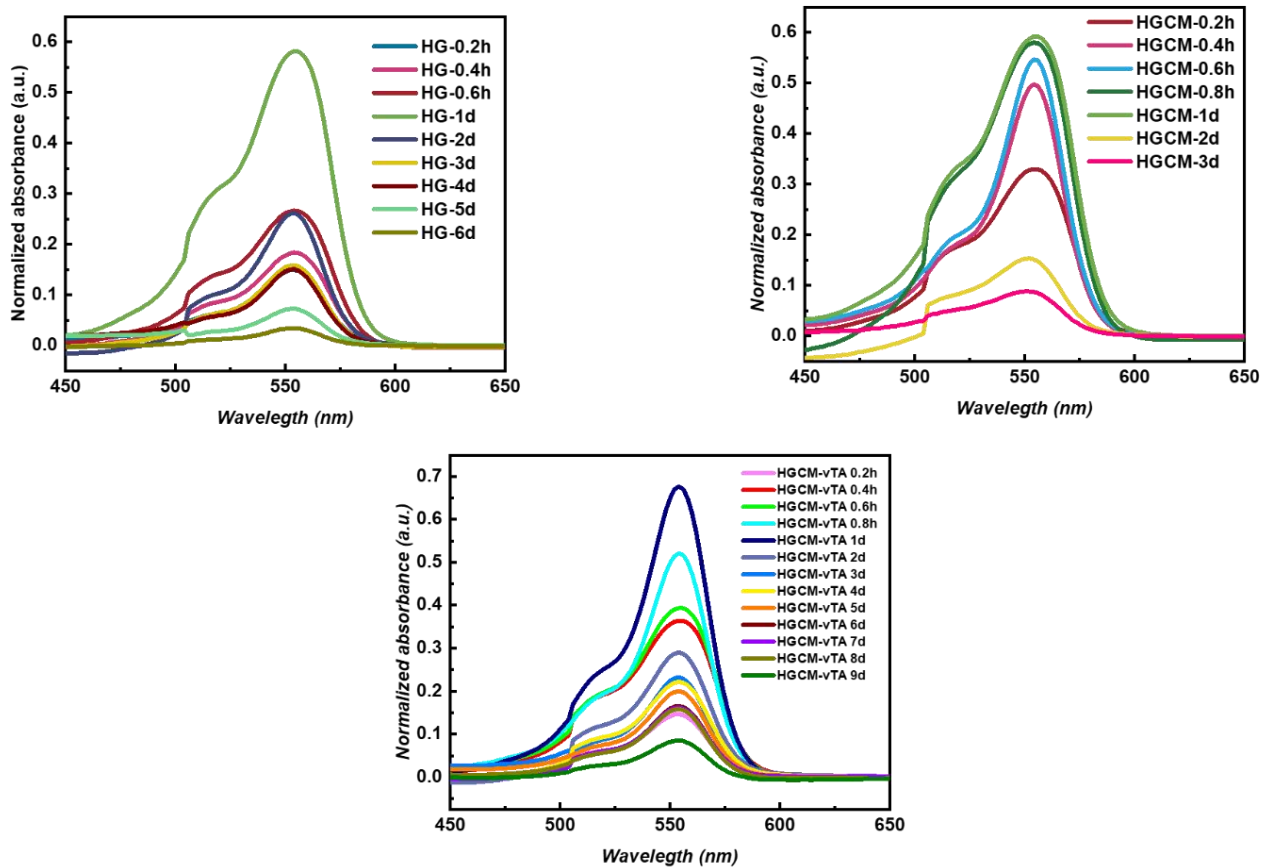 Normalized absorbance (a.u.)
0.6
0.5
0.4
0.3
0.2
0.1
0.0
HG-0.2h
HG-0.4h
HG-0.6h
HG-1d
HG-2d
HG-3d
HG-4d
HG-5d
HG-6d
450 500 550 600 650
Wavelegth (nm)
Normalized absorbance (a.u.)
0.6
0.5
0.4
0.3
0.2
0.1
0.0
HGCM-0.2h
HGCM-0.4h
HGCM-0.6h
HGCM-0.8h
HGCM-1d
HGCM-2d
HGCM-3d
450 500 550 600 650
Wavelegth (nm)
Normalized absorbance (a.u.)
0.7
0.6
0.5
0.4
0.3
0.2
0.1
0.0
HGCM-vTA 0.2h
HGCM-vTA 0.4h
HGCM-vTA 0.6h
HGCM-vTA 0.8h
HGCM-vTA 1d
HGCM-vTA 2d
HGCM-vTA 3d
HGCM-vTA 4d
HGCM-vTA 5d
HGCM-vTA 6d
HGCM-vTA 7d
HGCM-vTA 8d
HGCM-vTA 9d
450 500 550 600 650
Wavelegth (nm)